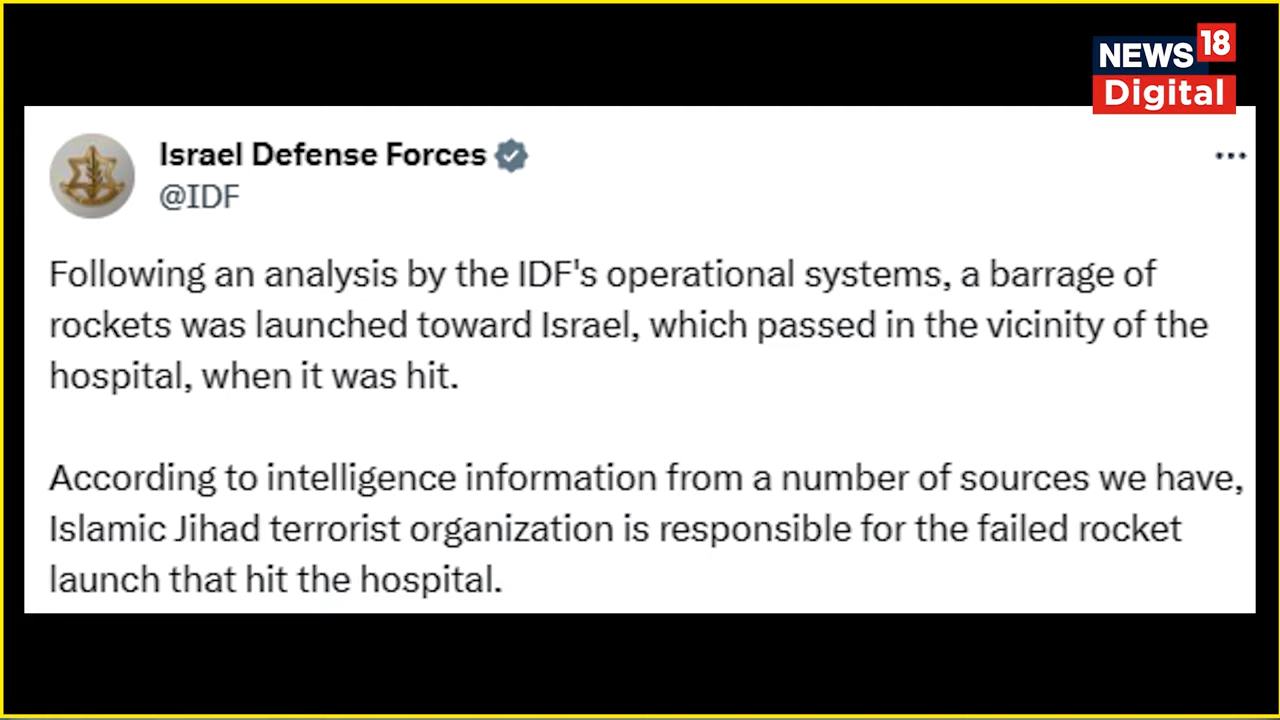 NEWS 18
Digital
Israel Defense Forces
@IDF
Following an analysis by the IDF's operational systems, a barrage of
rockets was launched toward Israel, which passed in the vicinity of the
hospital, when it was hit.
According to intelligence information from a number of sources we have,
Islamic Jihad terrorist organization is responsible for the failed rocket
launch that hit the hospital.